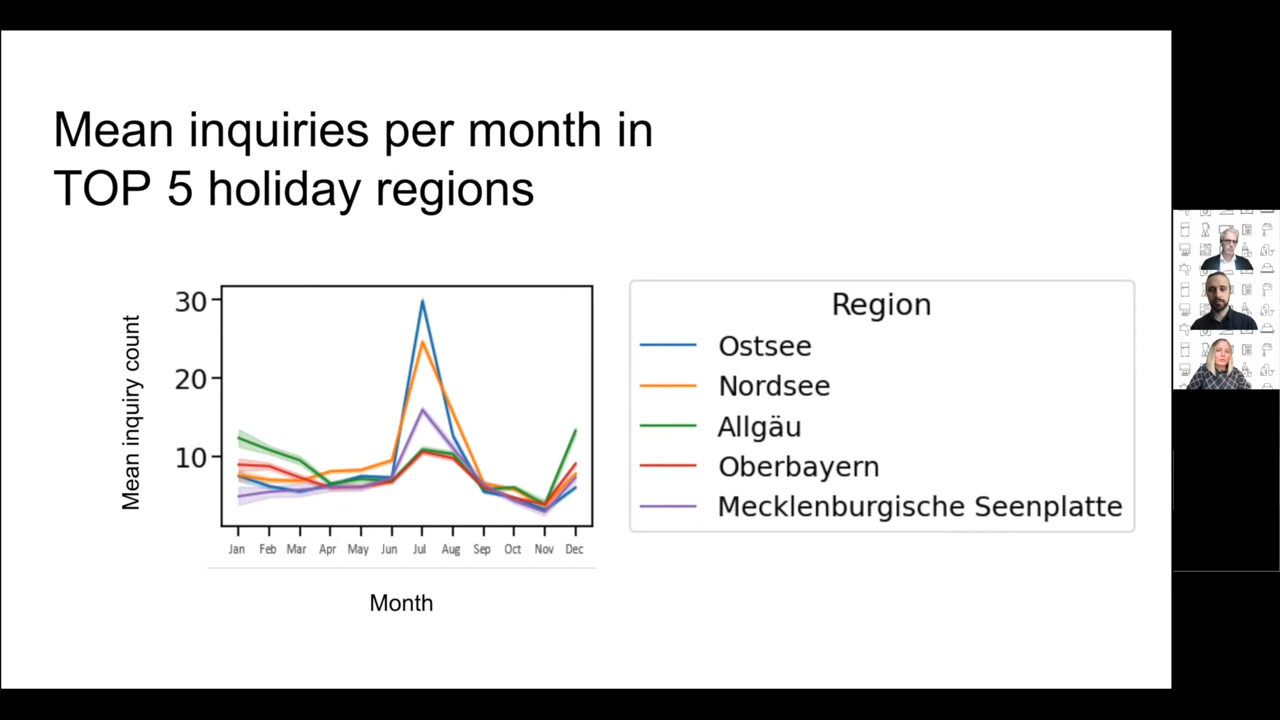 Mean inquiries per month in
TOP 5 holiday regions
Mean inquiry count
30
20
10
Jan Feb Mar Apr May Jun Jul Aug Sep Oct Nov Dec
Month
Region
Ostsee
Nordsee
Allgäu
Oberbayern
Mecklenburgische Seenplatte